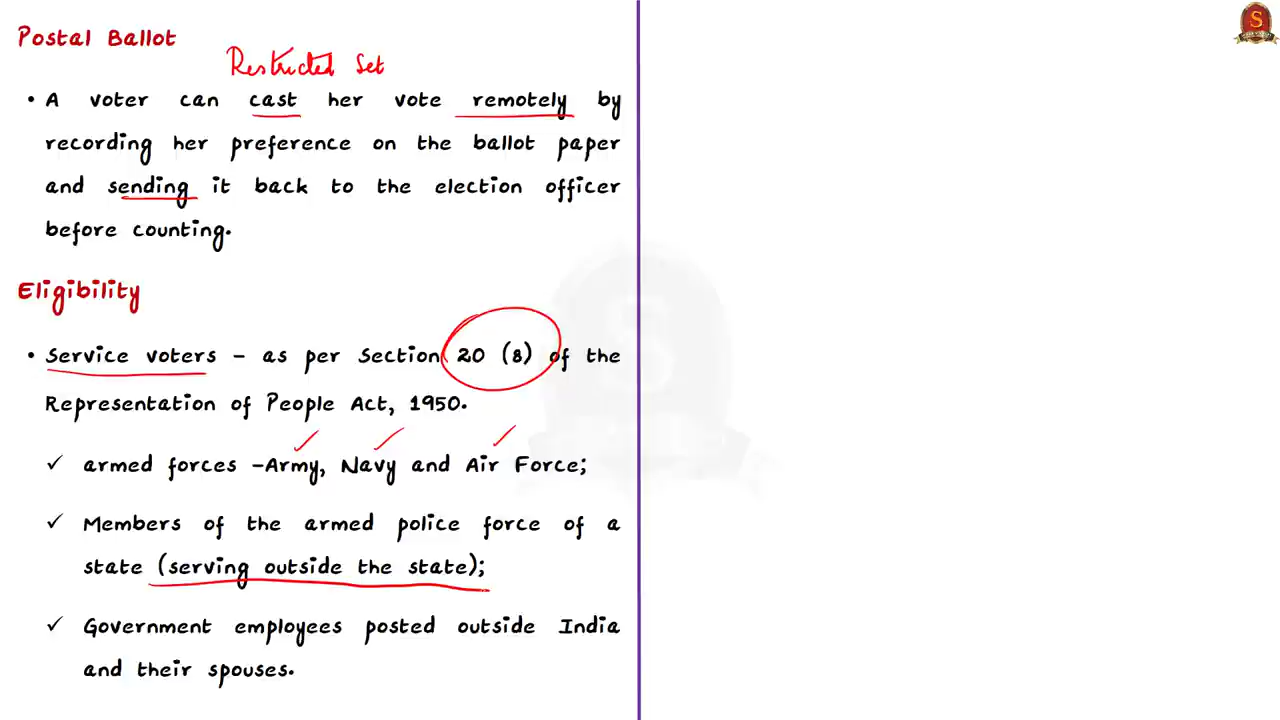 Postal Ballot
Restricted Set
• A voter can cast her vote remotely by
recording her preference on the ballot paper
and sending it back to the election officer
before counting.
Eligibility
• Service voters - as per Section 20 (8) of the
Representation of People Act, 1950.
✓ armed forces -Army, Navy and Air Force;
✓ Members of the armed police force of a
state (serving outside the state);
✓ Government employees posted outside India
and their spouses.
S
S